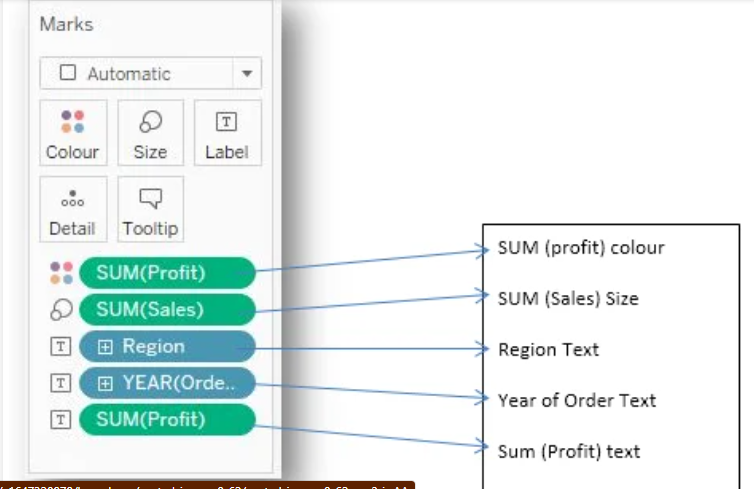 Marks
Automatic
Colour Size Label
Detail Tooltip
SUM(Profit)
SUM(Sales)
Region
YEAR(Orde..
SUM(Profit)
SUM (profit) colour
SUM (Sales) Size
Region Text
Year of Order Text
Sum (Profit) text